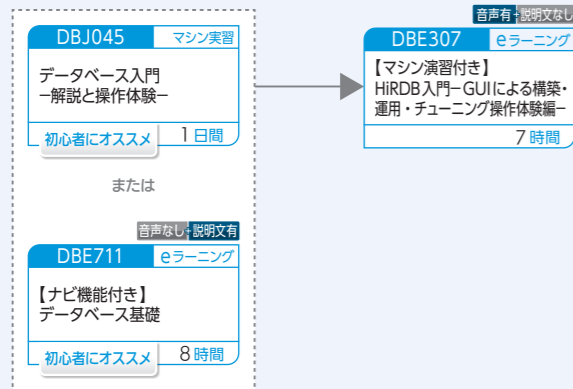 DBJ045 マシン実習
データベース入門
－解説と操作体験－
初心者にオススメ 1日間
または
音声なし 説明文有
DBE711 eラーニング
【ナビ機能付き】
データベース基礎
初心者にオススメ 8時間
音声有 説明文なし
DBE307 eラーニング
【マシン演習付き】
HiRDB入門－GUIによる構築・
運用・チューニング操作体験編－
7時間